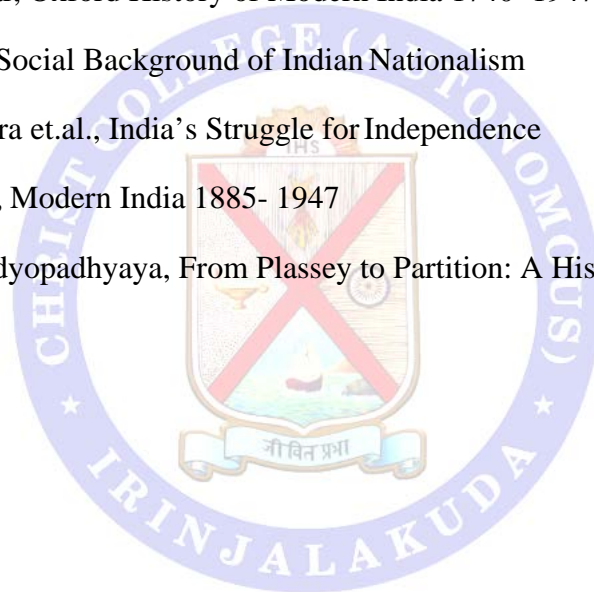 Oxford History of Modern India 1740- 1947
Social Background of Indian Nationalism
ra et.al., India’s Struggle for Independence
, Modern India 1885- 1947
dyopadhyaya, From Plassey to Partition: A His
CHRIST COLLEGE (AUTONOMOUS)
IHS
जीवित प्रभा
IRINJALAKUDA